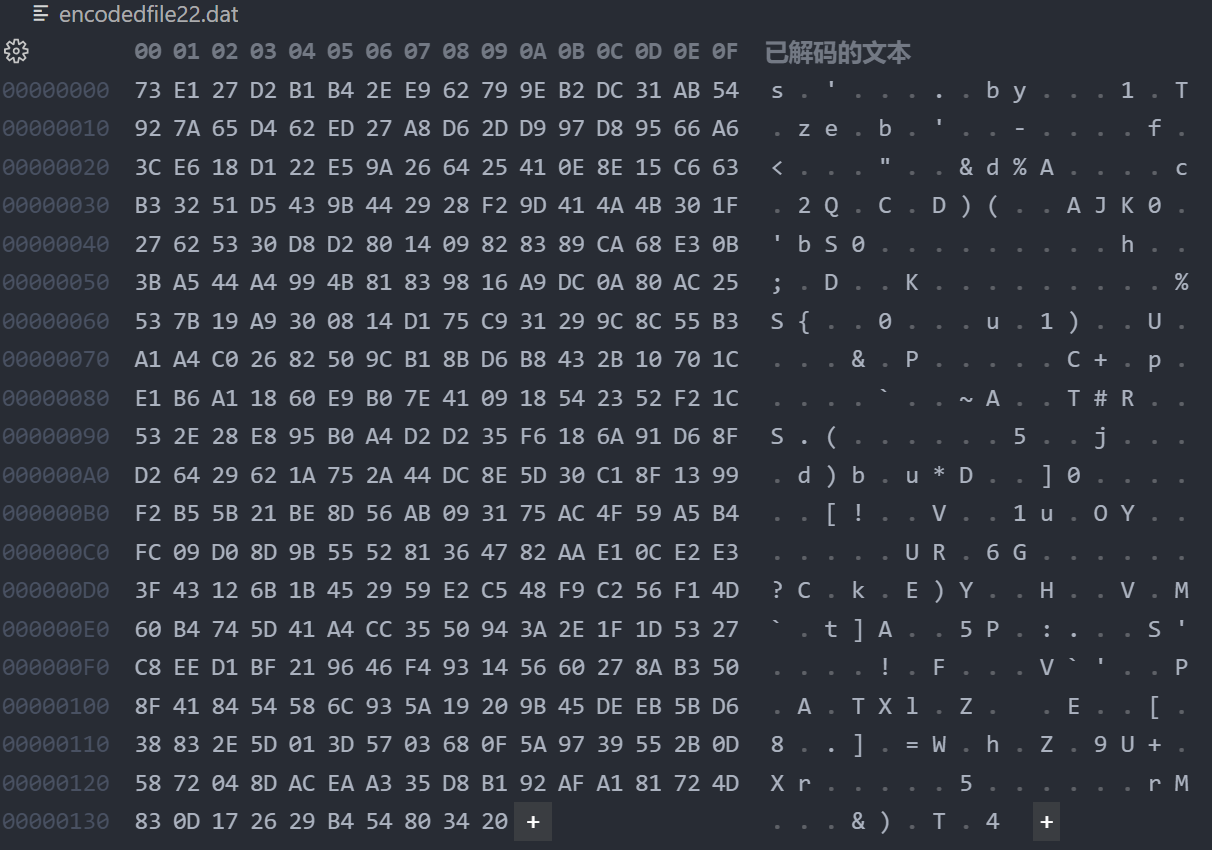 encodedfile22.dat
00 01 02 03 04 05 06 07 08 09 0A 0B 0C 0D 0E 0F 已解码的文本
00000000 73 E1 27 D2 B1 B4 2E E9 62 79 9E B2 DC 31 AB 54 s . ' . . . . . b y . . . 1 . T
00000010 92 7A 65 D4 62 ED 27 A8 D6 2D D9 97 D8 95 66 A6 . z e . b . ' . . - . . . . f .
00000020 3C E6 18 D1 22 E5 9A 26 64 25 41 0E 8E 15 C6 63 < . . . " . . & d % A . . . . c
00000030 B3 32 51 D5 43 9B 44 29 28 F2 9D 41 4A 4B 30 1F . 2 Q . C . D ) ( . . A J K 0 .
00000040 27 62 53 30 D8 D2 80 14 09 82 83 89 CA 68 E3 0B ' b S 0 . . . . . . . . . h . .
00000050 3B A5 44 A4 99 4B 81 83 98 16 A9 DC 0A 80 AC 25 ; . D . . K . . . . . . . . . %
00000060 53 7B 19 A9 30 08 14 D1 75 C9 31 29 9C 8C 55 B3 S { . . 0 . . . u . 1 ) . . U .
00000070 A1 A4 C0 26 82 50 9C B1 8B D6 B8 43 2B 10 70 1C . . . & . P . . . . . C + . p .
00000080 E1 B6 A1 18 60 E9 B0 7E 41 09 18 54 23 52 F2 1C . . . . ` . . ~ A . . T # R . .
00000090 53 2E 28 E8 95 B0 A4 D2 D2 35 F6 18 6A 91 D6 8F S . ( . . . . . . 5 . . j . . .
000000A0 D2 64 29 62 1A 75 2A 44 DC 8E 5D 30 C1 8F 13 99 . d ) b . u * D . . ] 0 . . . .
000000B0 F2 B5 5B 21 BE 8D 56 AB 09 31 75 AC 4F 59 A5 B4 . . [ ! . . V . . 1 u . O Y . .
000000C0 FC 09 D0 8D 9B 55 52 81 36 47 82 AA E1 0C E2 E3 . . . . . U R . 6 G . . . . . .
000000D0 3F 43 12 6B 1B 45 29 59 E2 C5 48 F9 C2 56 F1 4D ? C . k . E ) Y . . H . . V . M
000000E0 60 B4 74 5D 41 A4 CC 35 50 94 3A 2E 1F 1D 53 27 ` . t ] A . . 5 P . : . . . S '
000000F0 C8 EE D1 BF 21 96 46 F4 93 14 56 60 27 8A B3 50 . . . . ! . F . . . V ` ' . . P
00000100 8F 41 84 54 58 6C 93 5A 19 20 9B 45 DE EB 5B D6 . A . T X l . Z .   . E . . [ .
00000110 38 83 2E 5D 01 3D 57 03 68 0F 5A 97 39 55 2B 0D 8 . . ] . = W . h . Z . 9 U + .
00000120 58 72 04 8D AC EA A3 35 D8 B1 92 AF A1 81 72 4D X r . . . . . 5 . . . . . . r M
00000130 83 0D 17 26 29 B4 54 80 34 20 + . . . & ) . T . 4   +